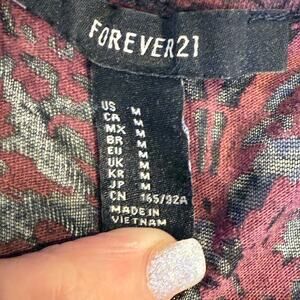 FOREVER21
US M
CA M
MX M
BR M
EU M
UK M
KR M
JP M
CN 165/92A
MADE IN
VIETNAM